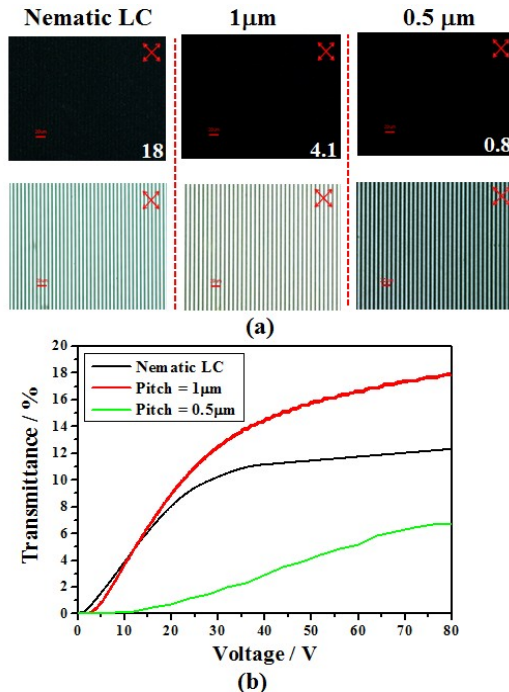 Nematic LC 1μm 0.5 μm
18 4.1 0.8
(a)
Transmittance / %
20
18
16
14
12
10
8
6
4
2
0
Nematic LC
Pitch = 1μm
Pitch = 0.5μm
0 10 20 30 40 50 60 70 80
Voltage / V
(b)